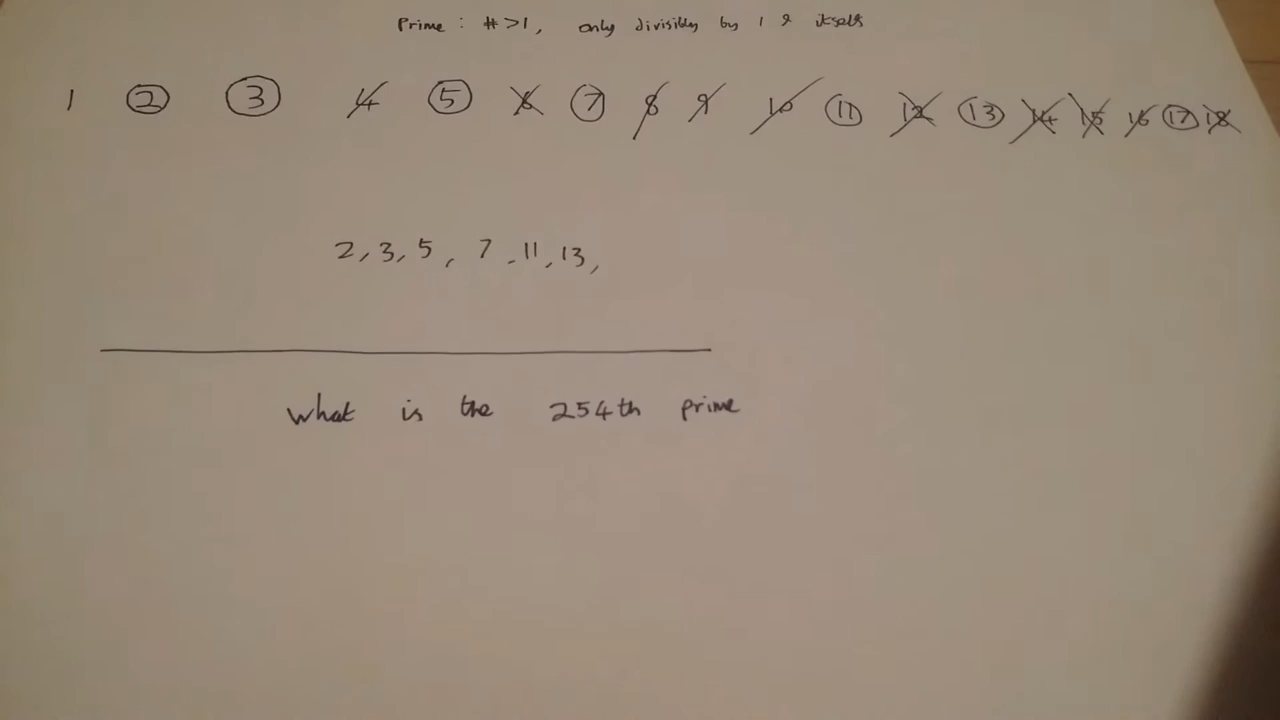 Prime : # >1, only divisibly by 1 & itself
1 2 3 4 5 6 7 8 9 10 11 12 13 14 15 16 17 18
2, 3, 5, 7, 11, 13,
What is the 254th prime